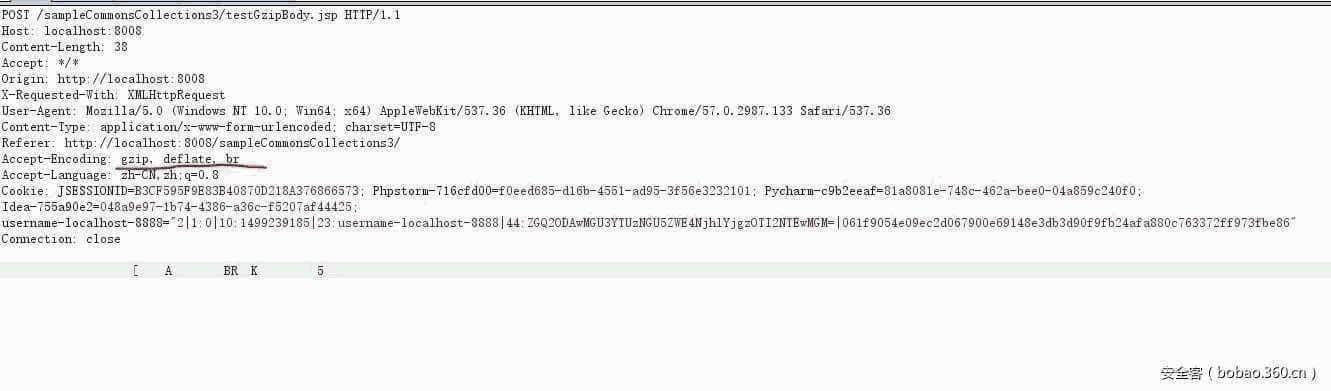 POST /sampleCommonsCollections3/testGzipBody.jsp HTTP/1.1
Host: localhost:8008
Content-Length: 38
Accept: */*
Origin: http://localhost:8008
X-Requested-With: XMLHttpRequest
User-Agent: Mozilla/5.0 (Windows NT 10.0; Win64; x64) AppleWebKit/537.36 (KHTML, like Gecko) Chrome/57.0.2987.133 Safari/537.36
Content-Type: application/x-www-form-urlencoded; charset=UTF-8
Referer: http://localhost:8008/sampleCommonsCollections3/
Accept-Encoding: gzip, deflate, br
Accept-Language: zh-CN,zh;q=0.8
Cookie: JSESSIONID=B3CF595F9E83B40870D218A376866573; Phpstorm-716cfd00=f0eed685-d16b-4551-ad95-3f56e3232101; Pycharm-c9b2eeaf=81a8081e-748c-462a-bee0-04a859c240f0;
Idea-755a90e2=048a9e97-1b74-4386-a36c-f5207af44425;
username-localhost-8888="2|1:0|10:1499239185|23:username-localhost-8888|44:ZGQ2ODAwMGU3YTUzNGU5ZWE4NjhlYjgzOTI2NTEwMGM=|061f9054e09ec2d067900e69148e3db3d90f9fb24afa880c763372ff973fbe86"
Connection: close
[ A BR K 5
安全客 ( bobao.360.cn )